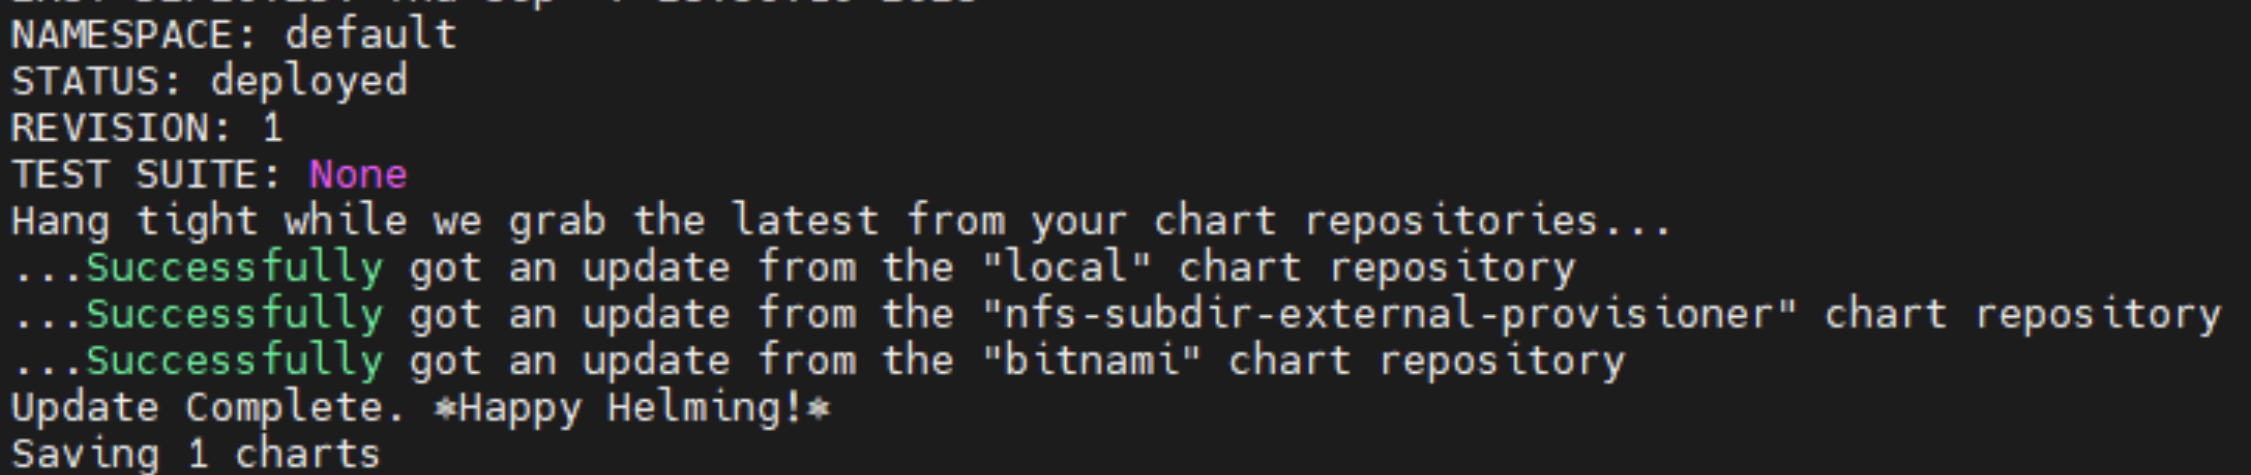 NAMESPACE: default
STATUS: deployed
REVISION: 1
TEST SUITE: None
Hang tight while we grab the latest from your chart repositories...
...Successfully got an update from the "local" chart repository
...Successfully got an update from the "nfs-subdir-external-provisioner" chart repository
...Successfully got an update from the "bitnami" chart repository
Update Complete. *Happy Helming!*
Saving 1 charts